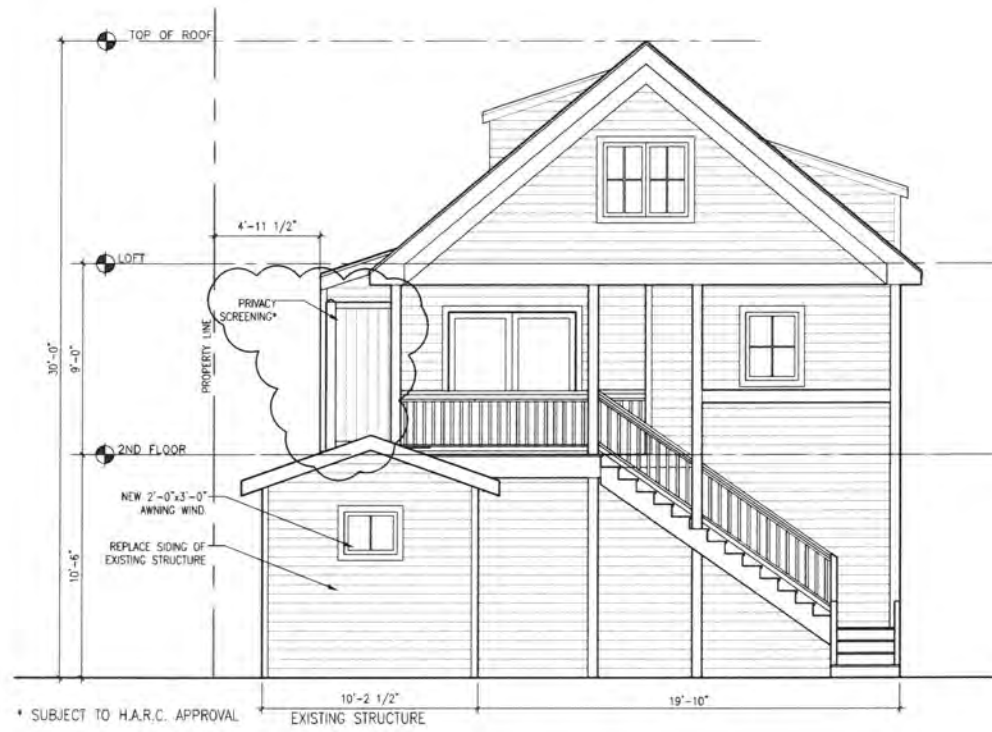 TOP OF ROOF
4'-11 1/2"
LOFT
PRIVACY
SCREENING*
PROPERTY LINE
30'-0"
9'-0"
2ND FLOOR
NEW 2'-0"x3'-0"
AWNING WIND.
REPLACE SIDING OF
EXISTING STRUCTURE
10'-6"
10'-2 1/2"
19'-10"
* SUBJECT TO H.A.R.C. APPROVAL
EXISTING STRUCTURE